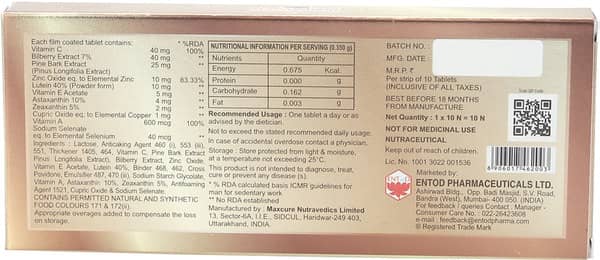 Each film coated tablet contains: * %RDA
Vitamin C 40 mg 100%
Bilberry Extract 7% 40 mg **
Pine Bark Extract 25 mg **
(Pinus Longifolia Extract)
Zinc Oxide eq. to Elemental Zinc 10 mg 83.33%
Lutein 40% (Powder form) 10 mg **
Vitamin E Acetate 5 mg **
Astaxanthin 10% 4 mg **
Zeaxanthin 5% 2 mg **
Cupric Oxide eq. to Elemental Copper 1 mg **
Vitamin A 600 mcg 100%
Sodium Selenate
eq. to Elemental Selenium 40 mcg **
Ingredients : Lactose, Anticaking Agent 460 (i), 553 (iii),
551, Thickener 1405, 464, Vitamin C, Pine Bark Extract
(Pinus Longifolia Extract), Bilberry Extract, Zinc Oxide,
Vitamin E Acetate, Lutein 40%, Binder 468, 462, Cross
Povidone, Emulsifier 487, 470 (iii), Sodium Starch Glycolate,
Vitamin A, Astaxanthin 10%, Zeaxanthin 5%, Antifoaming
Agent 1521, Cupric Oxide & Sodium Selenate.
CONTAINS PERMITTED NATURAL AND SYNTHETIC
FOOD COLOURS 171 & 172(ii).
Appropriate overages added to compensate the loss
on storage.
NUTRITIONAL INFORMATION PER SERVING (0.350 g)
Nutrients Quantity
Energy 0.675 Kcal.
Protein 0.000 g
Carbohydrate 0.162 g
Fat 0.003 g
Recommended Usage : One tablet a day or as
advised by the dietician.
Not to exceed the stated recommended daily usage.
In case of accidental overdose contact a physician.
Storage : Store protected from light & moisture,
at a temperature not exceeding 25°C.
This product is not intended to diagnose, treat,
cure or prevent any disease (s).
* %RDA calculated basis ICMR guidelines for
man for sedentary work
** No RDA established
Manufactured by : Maxcure Nutravedics Limited
13, Sector-6A, I.I.E., SIDCUL, Haridwar-249 403,
Uttarakhand, INDIA.
BATCH NO. :
MFG. DATE :
M.R.P. ₹
Per strip of 10 Tablets
(INCLUSIVE OF ALL TAXES)
BEST BEFORE 18 MONTHS
FROM MANUFACTURE
Net Quantity : 1 x 10 N = 10 N
NOT FOR MEDICINAL USE
NUTRACEUTICAL
Keep out of reach of children.
Lic. No. 1001 3022 001536
8906017462003
Marketed by :
ENTOD
ENTOD PHARMACEUTICALS LTD.
Ashirwad Bldg., Opp. Badi Masjid, S.V. Road,
Bandra (West), Mumbai- 400 050. (INDIA)
For feedback / queries Contact : Manager -
Consumer Care No. : 022-26423608
e-mail : feedback@entodpharma.com
® Registered Trade Mark